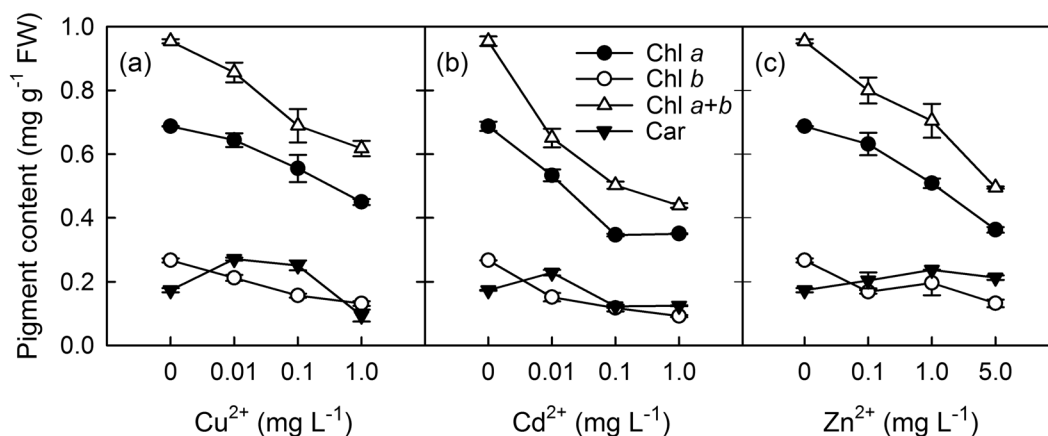 Pigment content (mg g⁻¹ FW)
1.0
0.8
0.6
0.4
0.2
0.0
(a)
(b)
(c)
Chl a
Chl b
Chl a+b
Car
0 0.01 0.1 1.0
0 0.01 0.1 1.0
0 0.1 1.0 5.0
Cu²⁺ (mg L⁻¹)
Cd²⁺ (mg L⁻¹)
Zn²⁺ (mg L⁻¹)